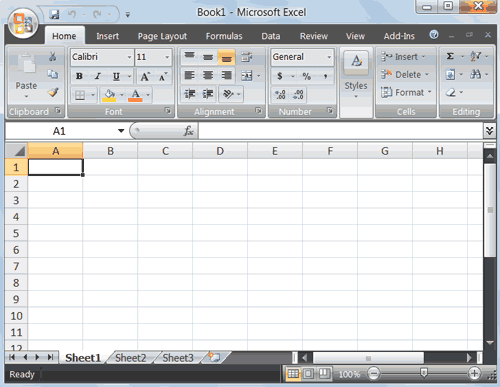 Book1 - Microsoft Excel
Home Insert Page Layout Formulas Data Review View Add-Ins
Calibri 11 General Insert
Paste B I U A A $ % , Styles Delete
A Format
Clipboard Font Alignment Number Cells Editing
A1 fx
A B C D E F G H
1
2
3
4
5
6
7
8
9
10
11
12
Sheet1 Sheet2 Sheet3
Ready 100%